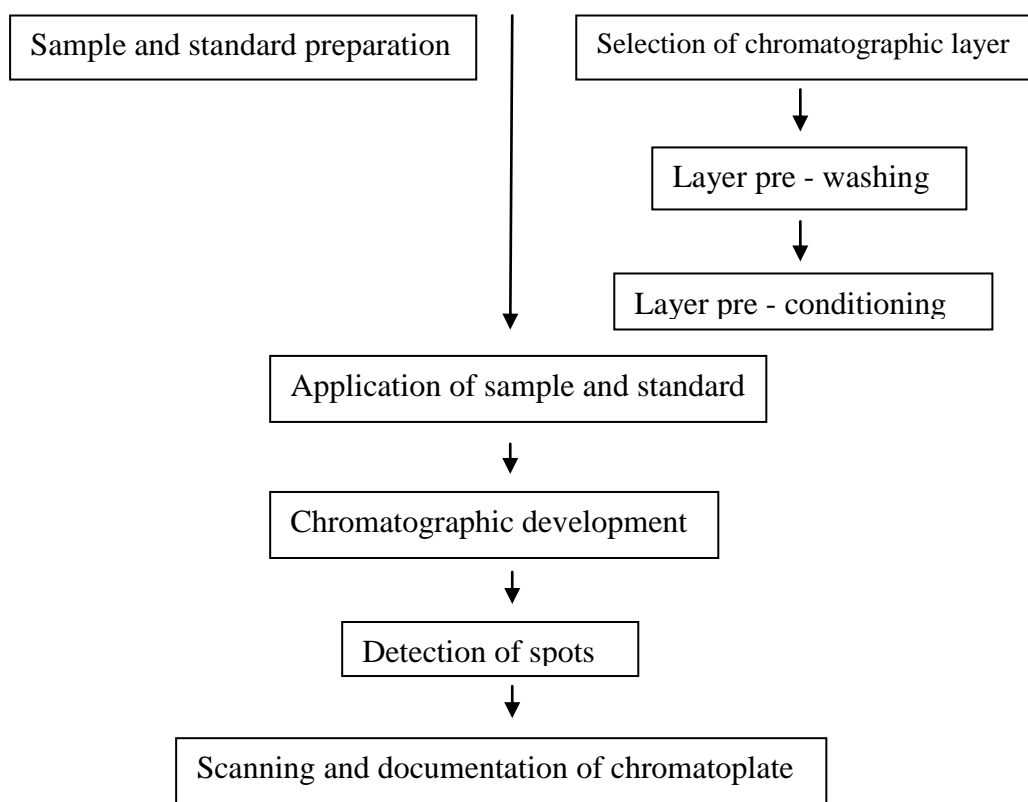 Sample and standard preparation
Selection of chromatographic layer
Layer pre - washing
Layer pre - conditioning
Application of sample and standard
Chromatographic development
Detection of spots
Scanning and documentation of chromatoplate